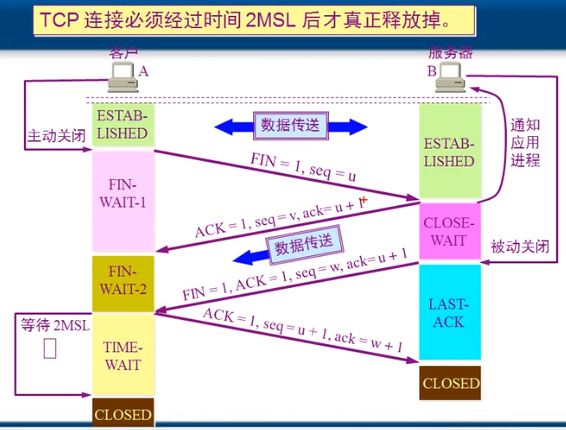 TCP 连接必须经过时间 2MSL 后才真正释放掉。
客户
A
服务器
B
ESTAB-
LISHED
数据传送
ESTAB-
LISHED
通知
应用
进程
主动关闭
FIN = 1, seq = u
FIN-
WAIT-1
ACK = 1, seq = v, ack= u + 1
CLOSE-
WAIT
数据传送
被动关闭
FIN-
WAIT-2
FIN = 1, ACK = 1, seq = w, ack= u + 1
LAST-
ACK
等待 2MSL
ACK = 1, seq = u + 1, ack = w + 1
TIME-
WAIT
CLOSED
CLOSED